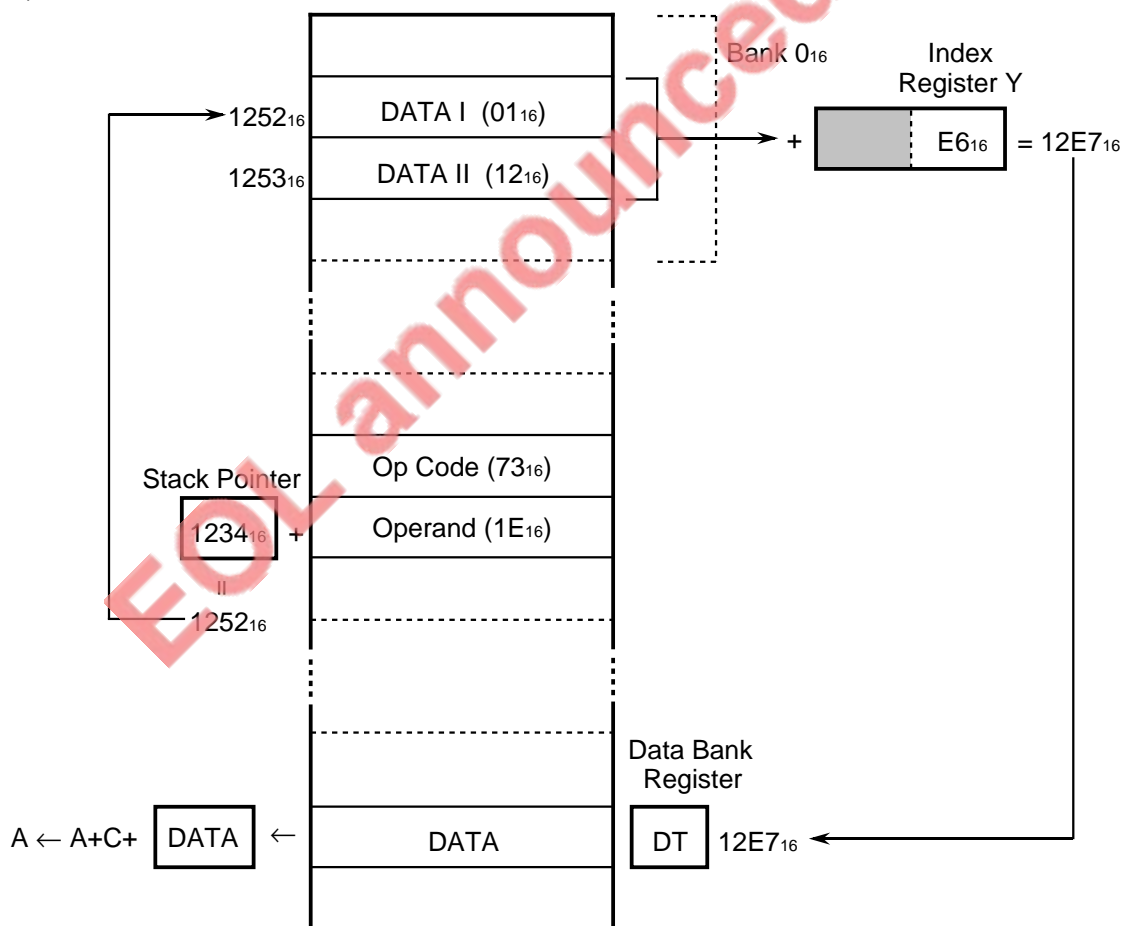 Bank 0₁₆
Index
Register Y
1252₁₆
DATA I (01₁₆)
+
E6₁₆
= 12E7₁₆
1253₁₆
DATA II (12₁₆)
Op Code (73₁₆)
Stack Pointer
1234₁₆ +
Operand (1E₁₆)
=
1252₁₆
Data Bank
Register
A ← A+C+ DATA ←
DATA
DT 12E7₁₆
EOL announced